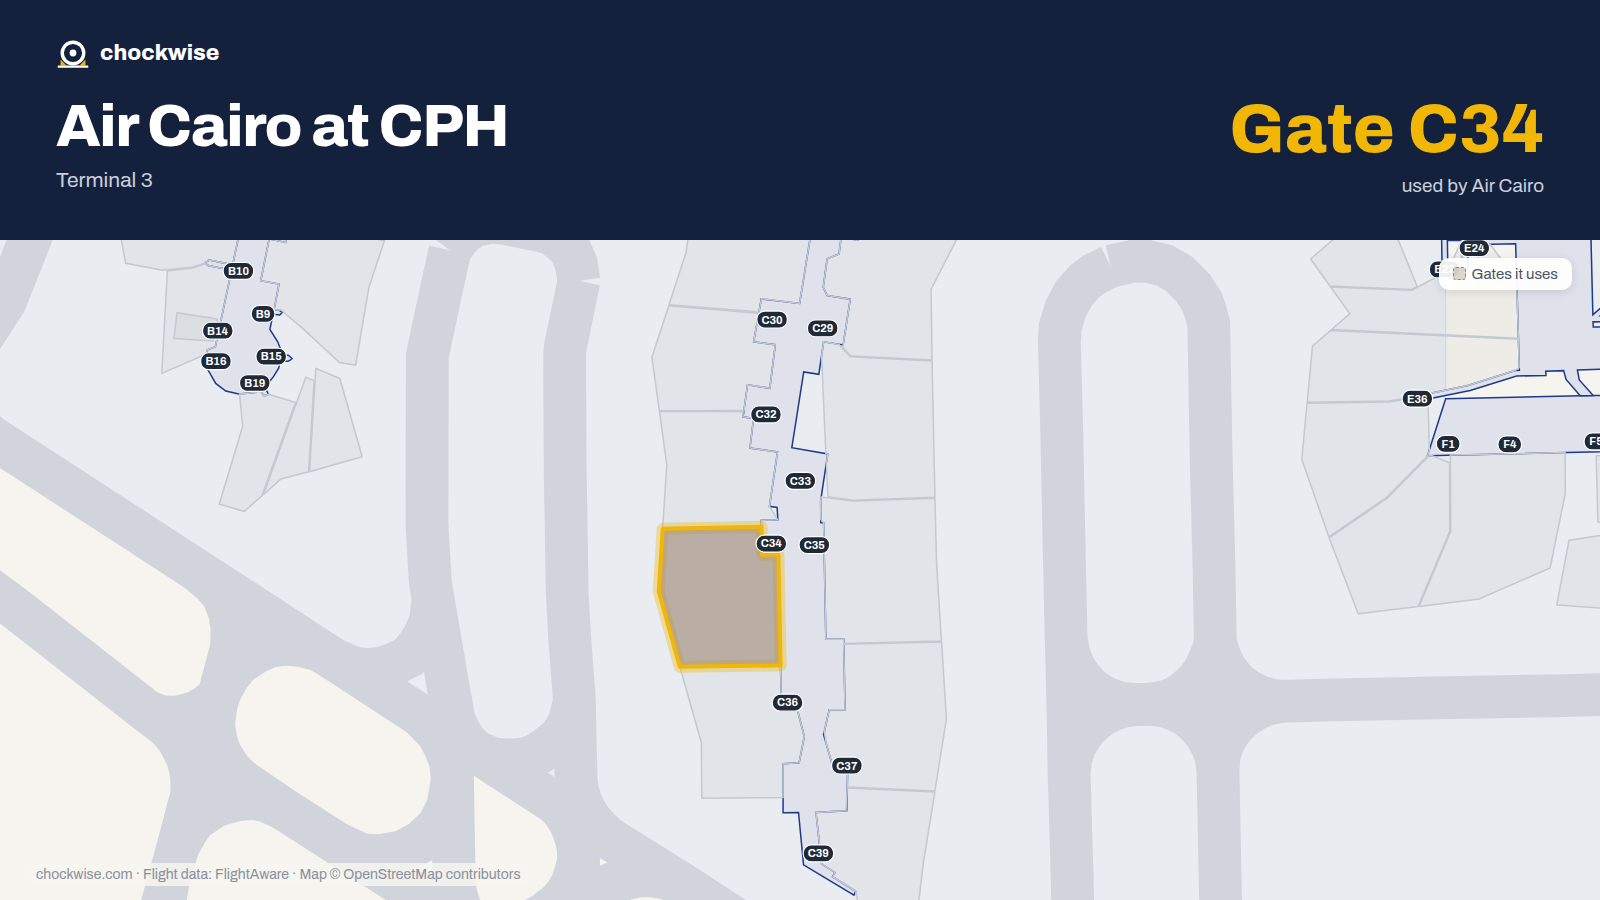 chockwise
Air Cairo at CPH
Terminal 3
Gate C34
used by Air Cairo
Gates it uses
B10
B9
B14
B15
B16
B19
C30
C29
C32
C33
C34
C35
C36
C37
C39
E24
E36
F1
F4
chockwise.com · Flight data: FlightAware · Map © OpenStreetMap contributors